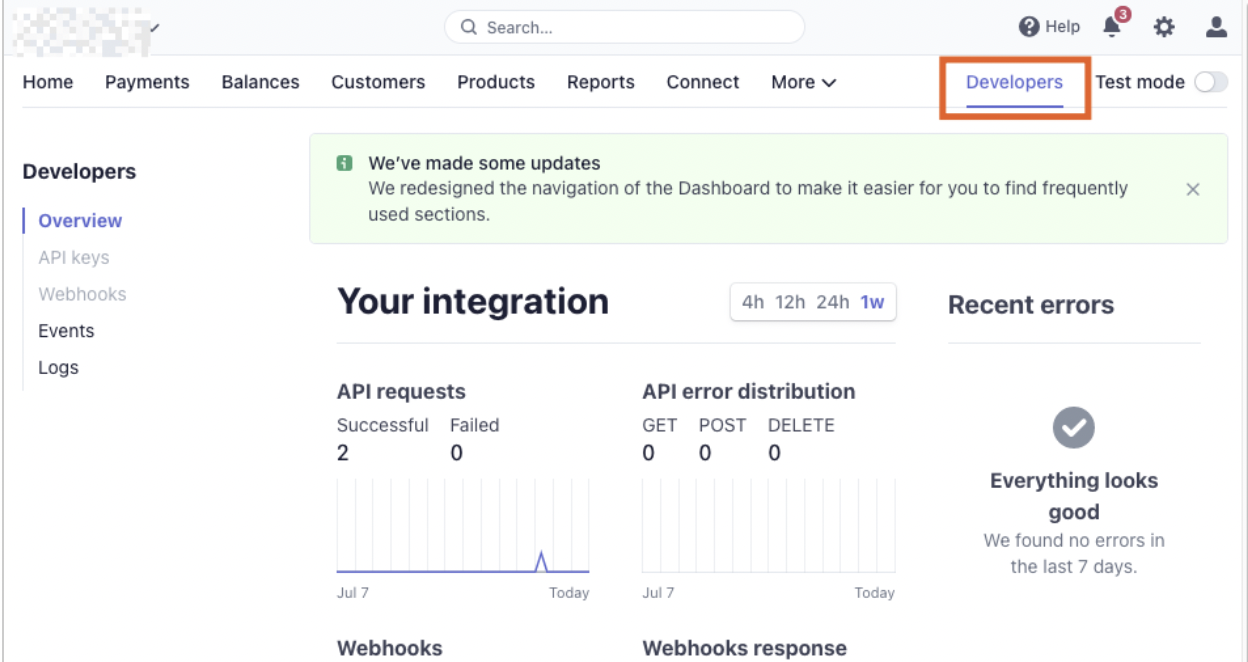 Search...
Help
3
Home Payments Balances Customers Products Reports Connect More Developers Test mode
Developers
Overview
API keys
Webhooks
Events
Logs
We've made some updates
We redesigned the navigation of the Dashboard to make it easier for you to find frequently
used sections.
Your integration
4h 12h 24h 1w
API requests
Successful Failed
2 0
Jul 7 Today
API error distribution
GET POST DELETE
0 0 0
Jul 7 Today
Recent errors
Everything looks
good
We found no errors in
the last 7 days.
Webhooks
Webhooks response